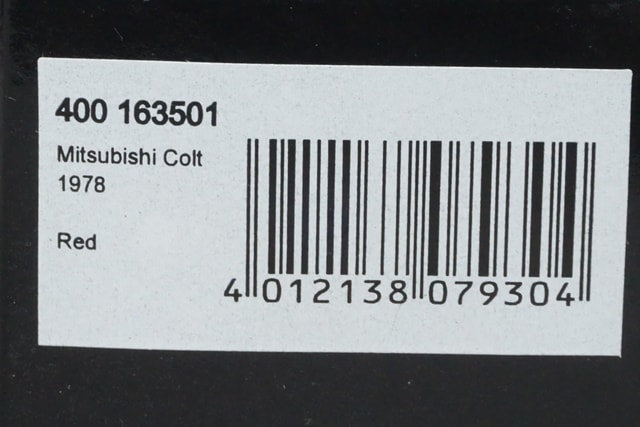 400 163501
Mitsubishi Colt
1978
Red
4 012138 079304